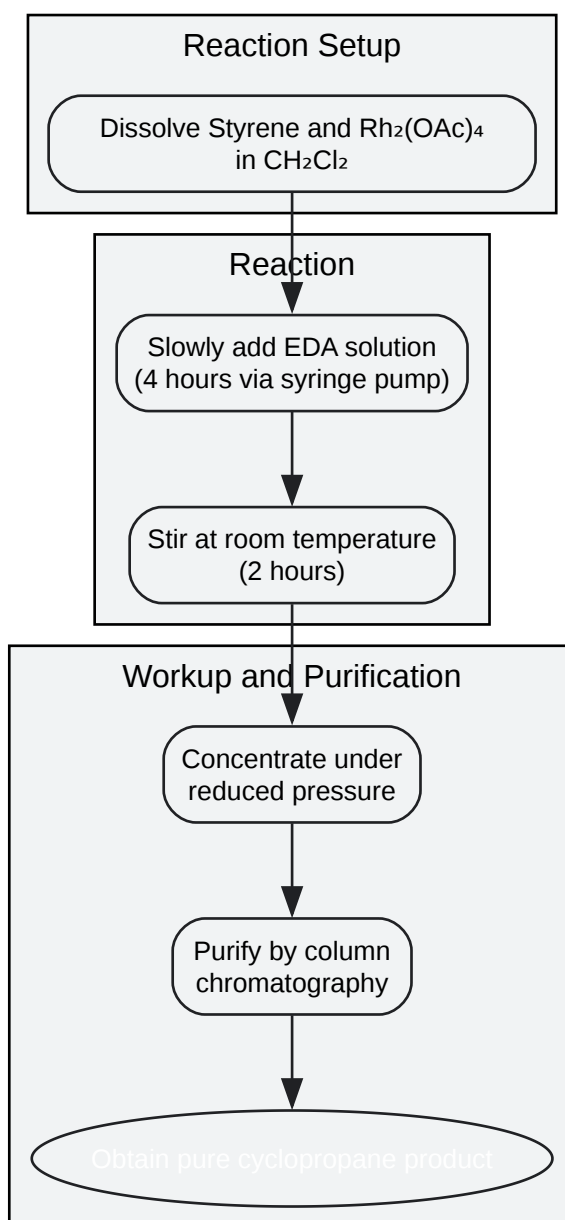 Reaction Setup
Dissolve Styrene and Rh₂(OAc)₄
in CH₂Cl₂
Reaction
Slowly add EDA solution
(4 hours via syringe pump)
Stir at room temperature
(2 hours)
Workup and Purification
Concentrate under
reduced pressure
Purify by column
chromatography
Obtain pure cyclopropane product